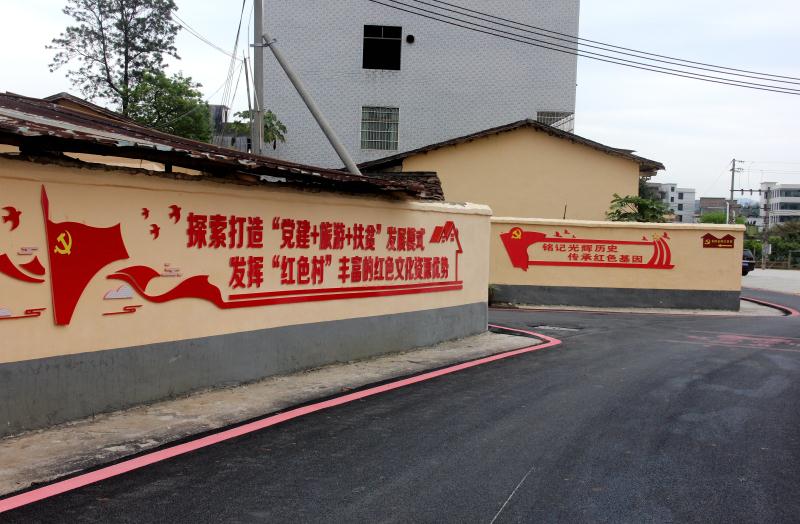 探索打造“党建+旅游+扶贫”发展模式
发挥“红色村”丰富的红色文化资源优势
铭记光辉历史
传承红色基因